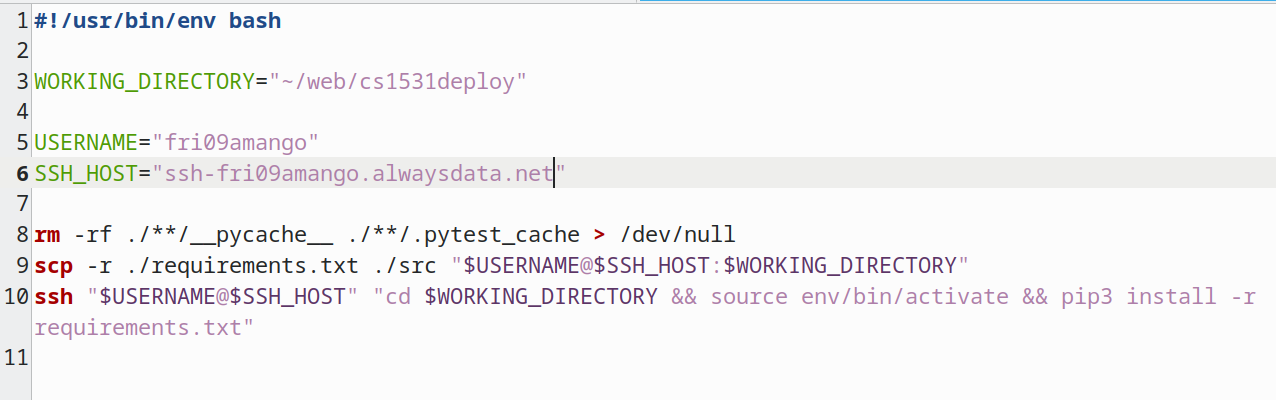 1 #!/usr/bin/env bash
2
3 WORKING_DIRECTORY="~/web/cs1531deploy"
4
5 USERNAME="fri09amango"
6 SSH_HOST="ssh-fri09amango.alwaysdata.net"
7
8 rm -rf ./**/__pycache__ ./**/.pytest_cache > /dev/null
9 scp -r ./requirements.txt ./src "$USERNAME@$SSH_HOST:$WORKING_DIRECTORY"
10 ssh "$USERNAME@$SSH_HOST" "cd $WORKING_DIRECTORY && source env/bin/activate && pip3 install -r
requirements.txt"
11